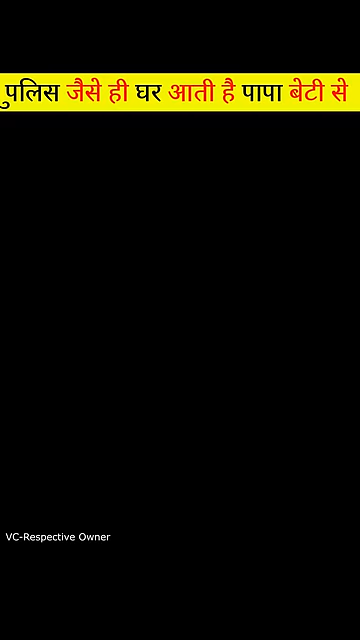 पुलिस जैसे ही घर आती है पापा बेटी से
VC-Respective Owner